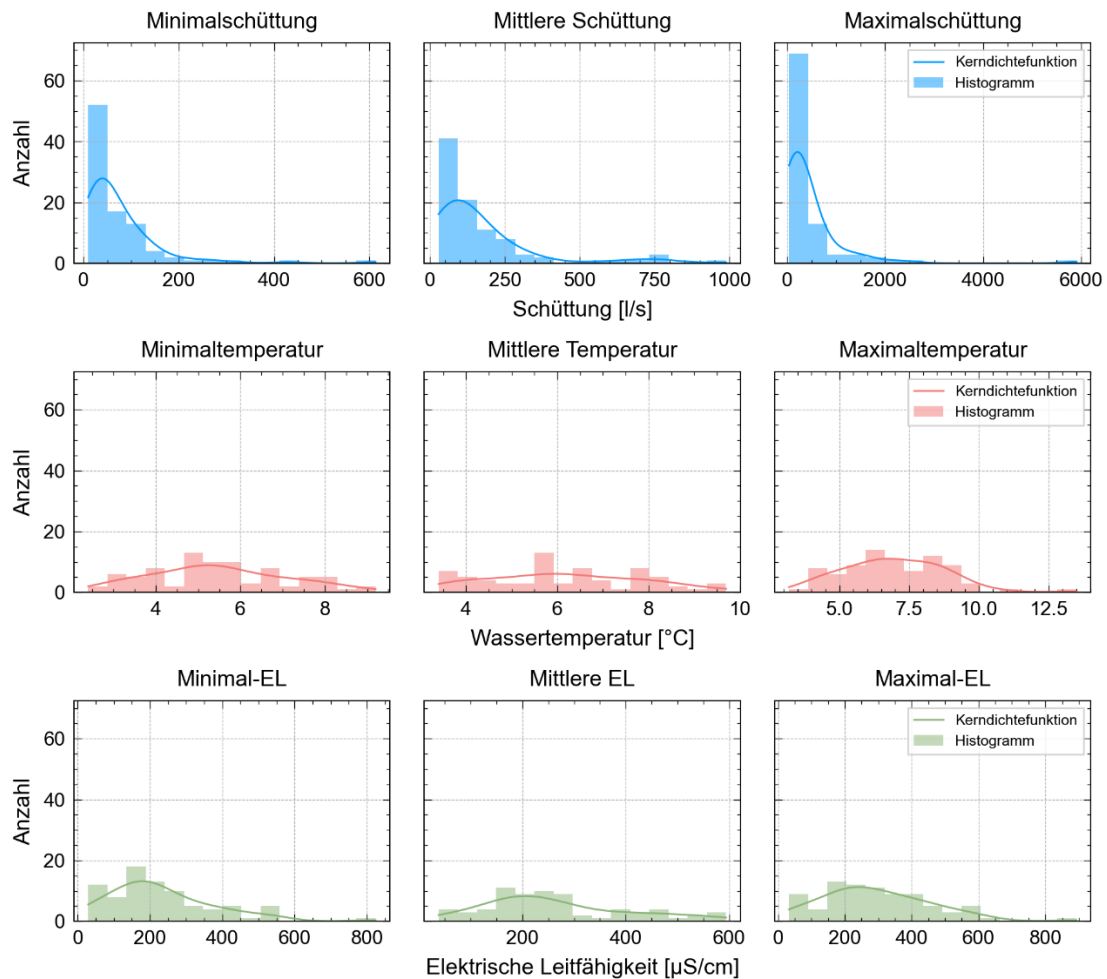 Minimalschüttung
Mittlere Schüttung
Maximalschüttung
Anzahl
60
40
20
0
Kerndichtefunktion
Histogramm
0 200 400 600
0 250 500 750 1000
0 2000 4000 6000
Schüttung [l/s]
Minimaltemperatur
Mittlere Temperatur
Maximaltemperatur
Anzahl
60
40
20
0
Kerndichtefunktion
Histogramm
4 6 8
4 6 8 10
5.0 7.5 10.0 12.5
Wassertemperatur [°C]
Minimal-EL
Mittlere EL
Maximal-EL
Anzahl
60
40
20
0
Kerndichtefunktion
Histogramm
0 200 400 600 800
200 400 600
0 200 400 600 800
Elektrische Leitfähigkeit [µS/cm]